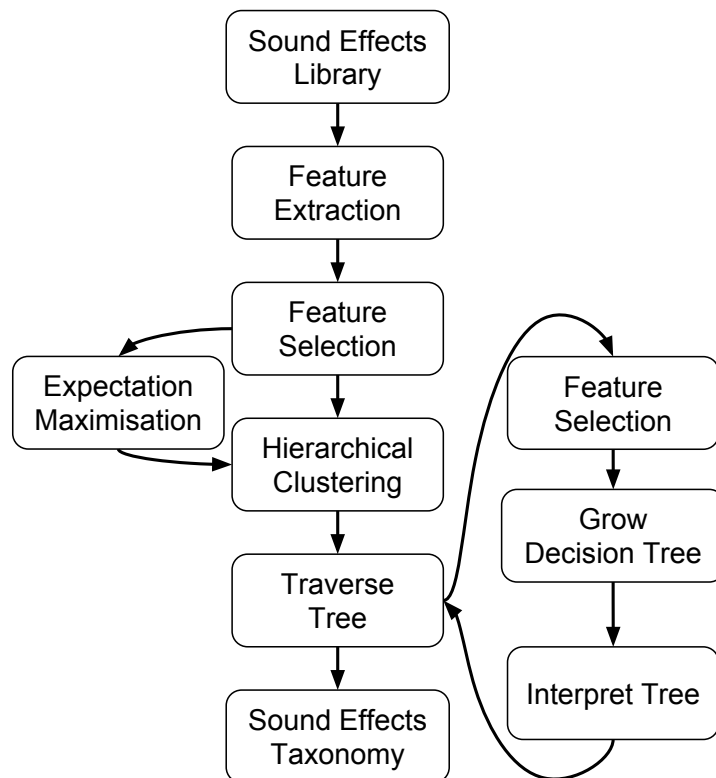 Sound Effects
Library
Feature
Extraction
Feature
Selection
Expectation
Maximisation
Hierarchical
Clustering
Traverse
Tree
Sound Effects
Taxonomy
Feature
Selection
Grow
Decision Tree
Interpret Tree